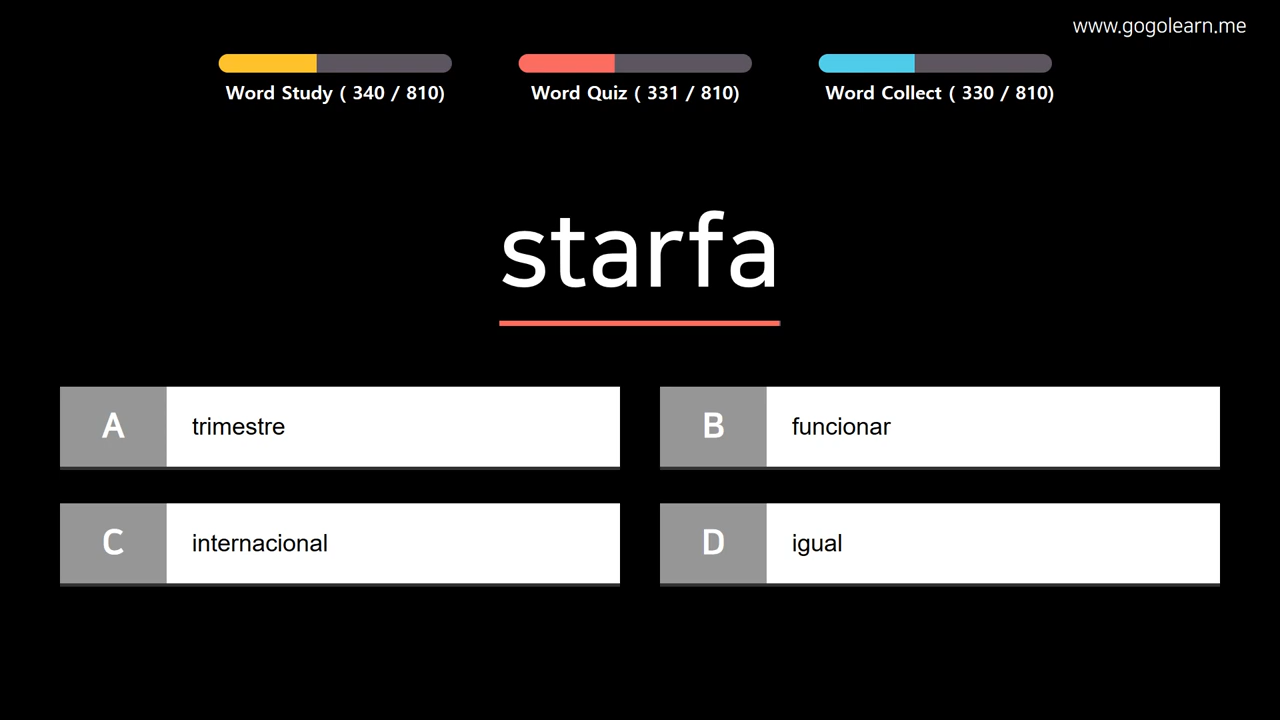 www.gogolearn.me
Word Study ( 340 / 810)
Word Quiz ( 331 / 810)
Word Collect ( 330 / 810)
starfa
A trimestre
B funcionar
C internacional
D igual